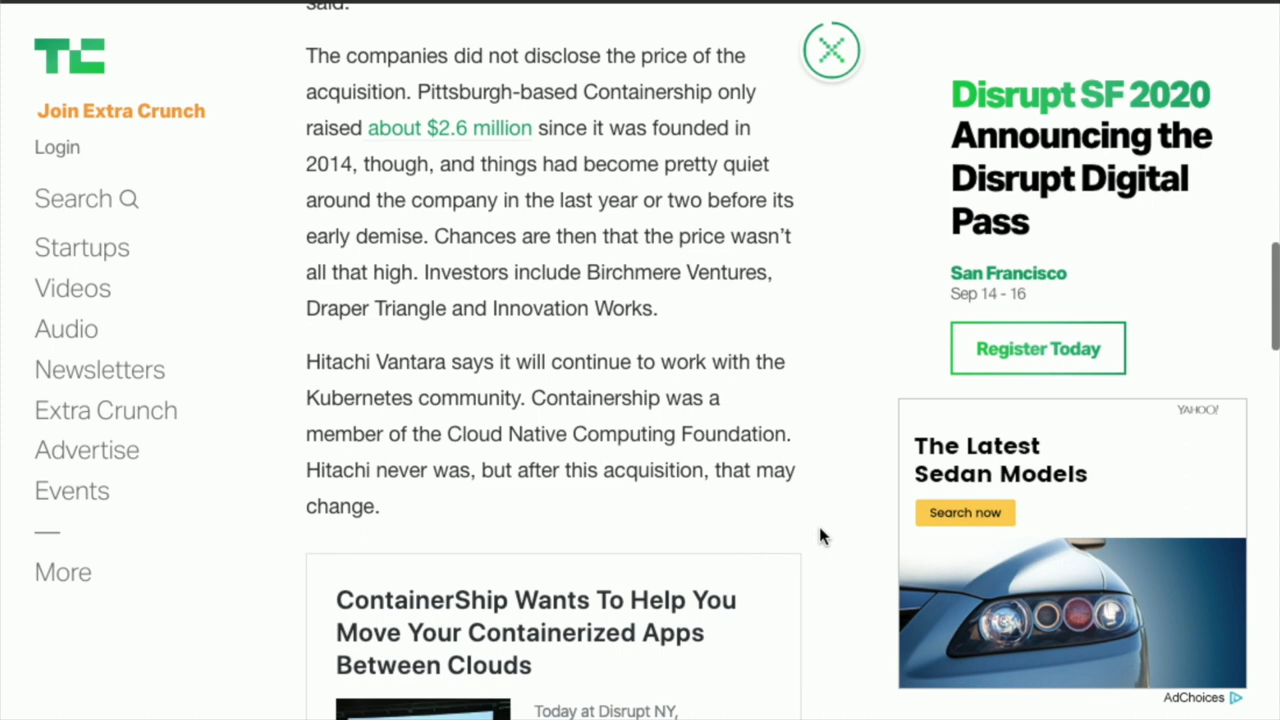 said.
The companies did not disclose the price of the
acquisition. Pittsburgh-based Containership only
raised about $2.6 million since it was founded in
2014, though, and things had become pretty quiet
around the company in the last year or two before its
early demise. Chances are then that the price wasn’t
all that high. Investors include Birchmere Ventures,
Draper Triangle and Innovation Works.
Hitachi Vantara says it will continue to work with the
Kubernetes community. Containership was a
member of the Cloud Native Computing Foundation.
Hitachi never was, but after this acquisition, that may
change.
ContainerShip Wants To Help You
Move Your Containerized Apps
Between Clouds
Today at Disrupt NY,
TC
Join Extra Crunch
Login
Search
Startups
Videos
Audio
Newsletters
Extra Crunch
Advertise
Events
More
Disrupt SF 2020
Announcing the
Disrupt Digital
Pass
San Francisco
Sep 14 - 16
Register Today
YAHOO!
The Latest
Sedan Models
Search now
AdChoices